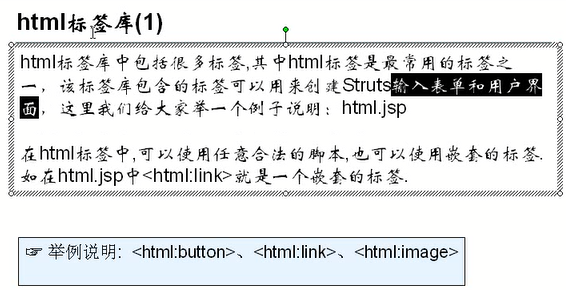 html标签库(1)
html标签库中包括很多标签,其中html标签是最常用的标签之
一，该标签库包含的标签可以用来创建Struts输入表单和用户界
面，这里我们给大家举一个例子说明：html.jsp
在html标签中,可以使用任意合法的脚本,也可以使用嵌套的标签.
如在html.jsp中<html:link>就是一个嵌套的标签.
☞ 举例说明: <html:button>、<html:link>、<html:image>